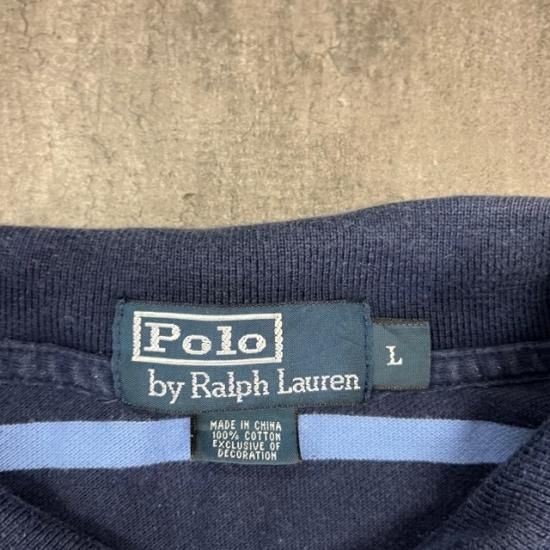 Polo
by Ralph Lauren
L
MADE IN CHINA
100% COTTON
EXCLUSIVE OF
DECORATION